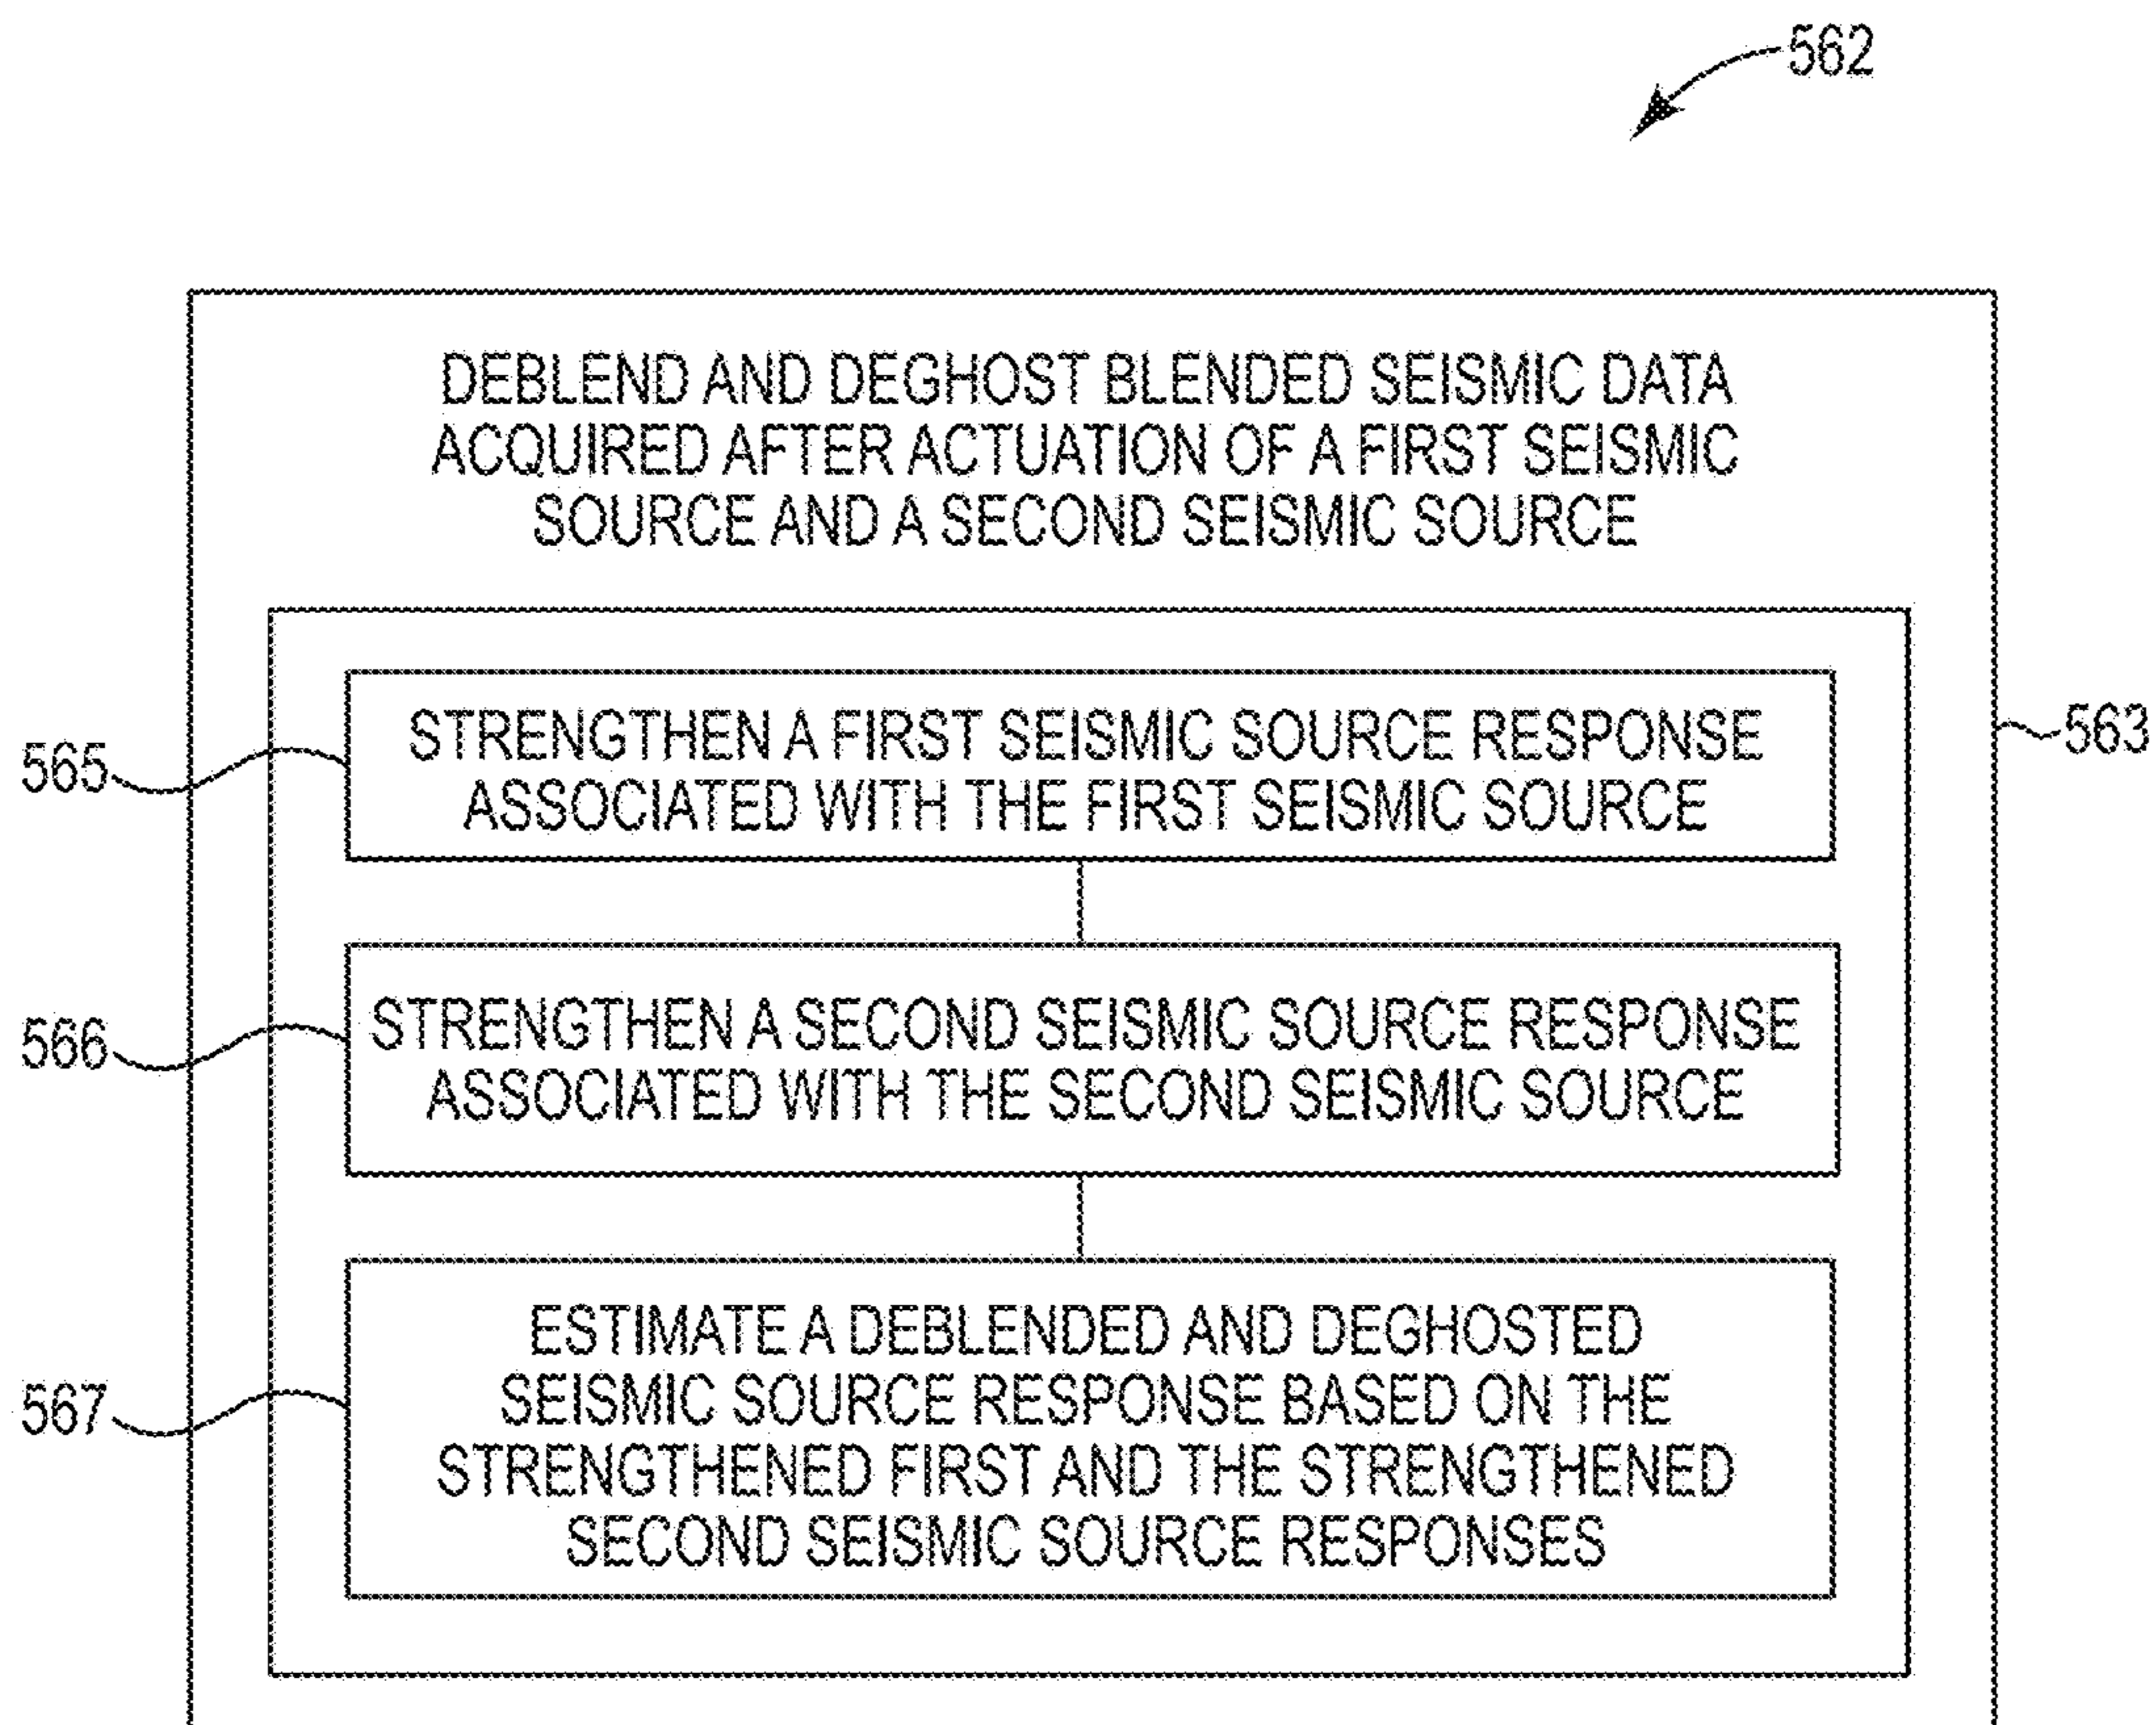 562
DEBLEND AND DEGHOST BLENDED SEISMIC DATA
ACQUIRED AFTER ACTUATION OF A FIRST SEISMIC
SOURCE AND A SECOND SEISMIC SOURCE
563
565
STRENGTHEN A FIRST SEISMIC SOURCE RESPONSE
ASSOCIATED WITH THE FIRST SEISMIC SOURCE
566
STRENGTHEN A SECOND SEISMIC SOURCE RESPONSE
ASSOCIATED WITH THE SECOND SEISMIC SOURCE
567
ESTIMATE A DEBLENDED AND DEGHOSTED
SEISMIC SOURCE RESPONSE BASED ON THE
STRENGTHENED FIRST AND THE STRENGTHENED
SECOND SEISMIC SOURCE RESPONSES